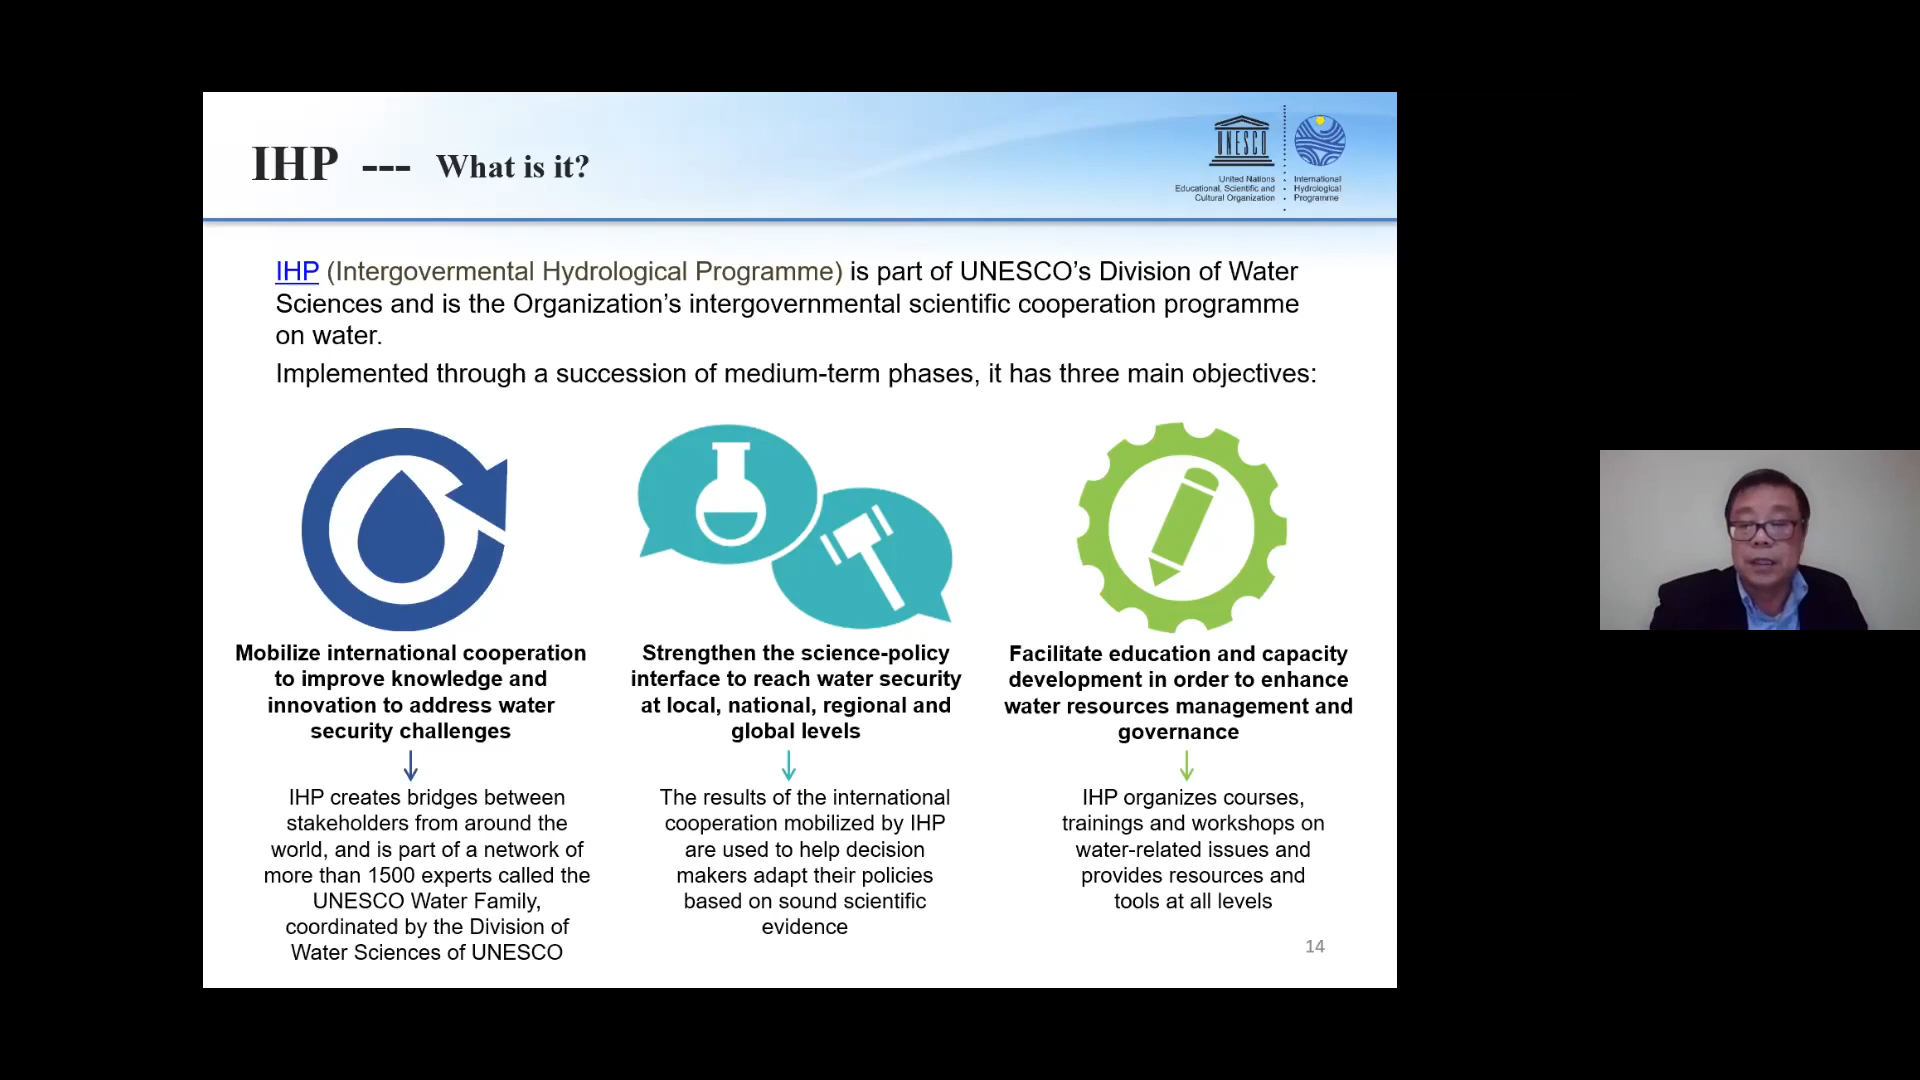 IHP --- What is it?
UNESCO
United Nations
Educational, Scientific and
Cultural Organization
International
Hydrological
Programme
IHP (Intergovermental Hydrological Programme) is part of UNESCO’s Division of Water
Sciences and is the Organization’s intergovernmental scientific cooperation programme
on water.
Implemented through a succession of medium-term phases, it has three main objectives:
Mobilize international cooperation
to improve knowledge and
innovation to address water
security challenges
IHP creates bridges between
stakeholders from around the
world, and is part of a network of
more than 1500 experts called the
UNESCO Water Family,
coordinated by the Division of
Water Sciences of UNESCO
Strengthen the science-policy
interface to reach water security
at local, national, regional and
global levels
The results of the international
cooperation mobilized by IHP
are used to help decision
makers adapt their policies
based on sound scientific
evidence
Facilitate education and capacity
development in order to enhance
water resources management and
governance
IHP organizes courses,
trainings and workshops on
water-related issues and
provides resources and
tools at all levels
14